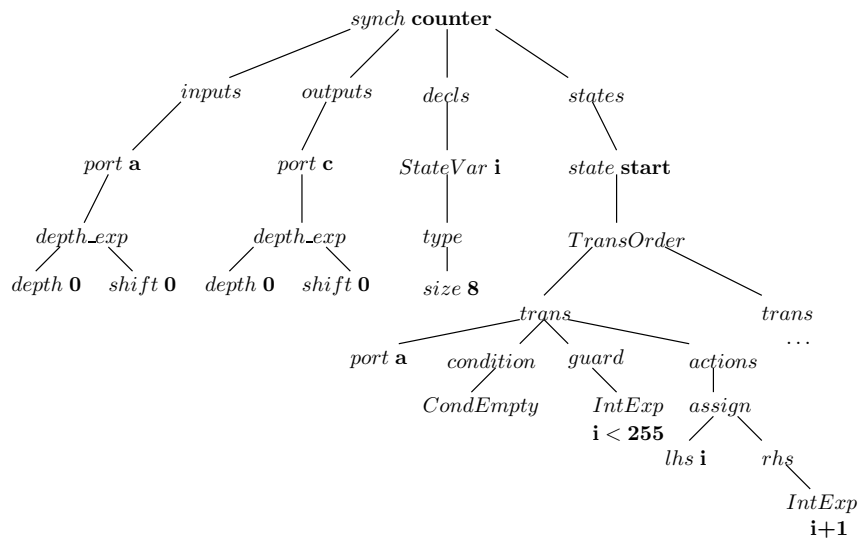 synch counter
inputs outputs decls states
port a port c StateVar i state start
depth_exp depth_exp type TransOrder
depth 0 shift 0 depth 0 shift 0 size 8
trans trans
...
port a condition guard actions
CondEmpty IntExp assign
i < 255
lhs i rhs
IntExp
i+1